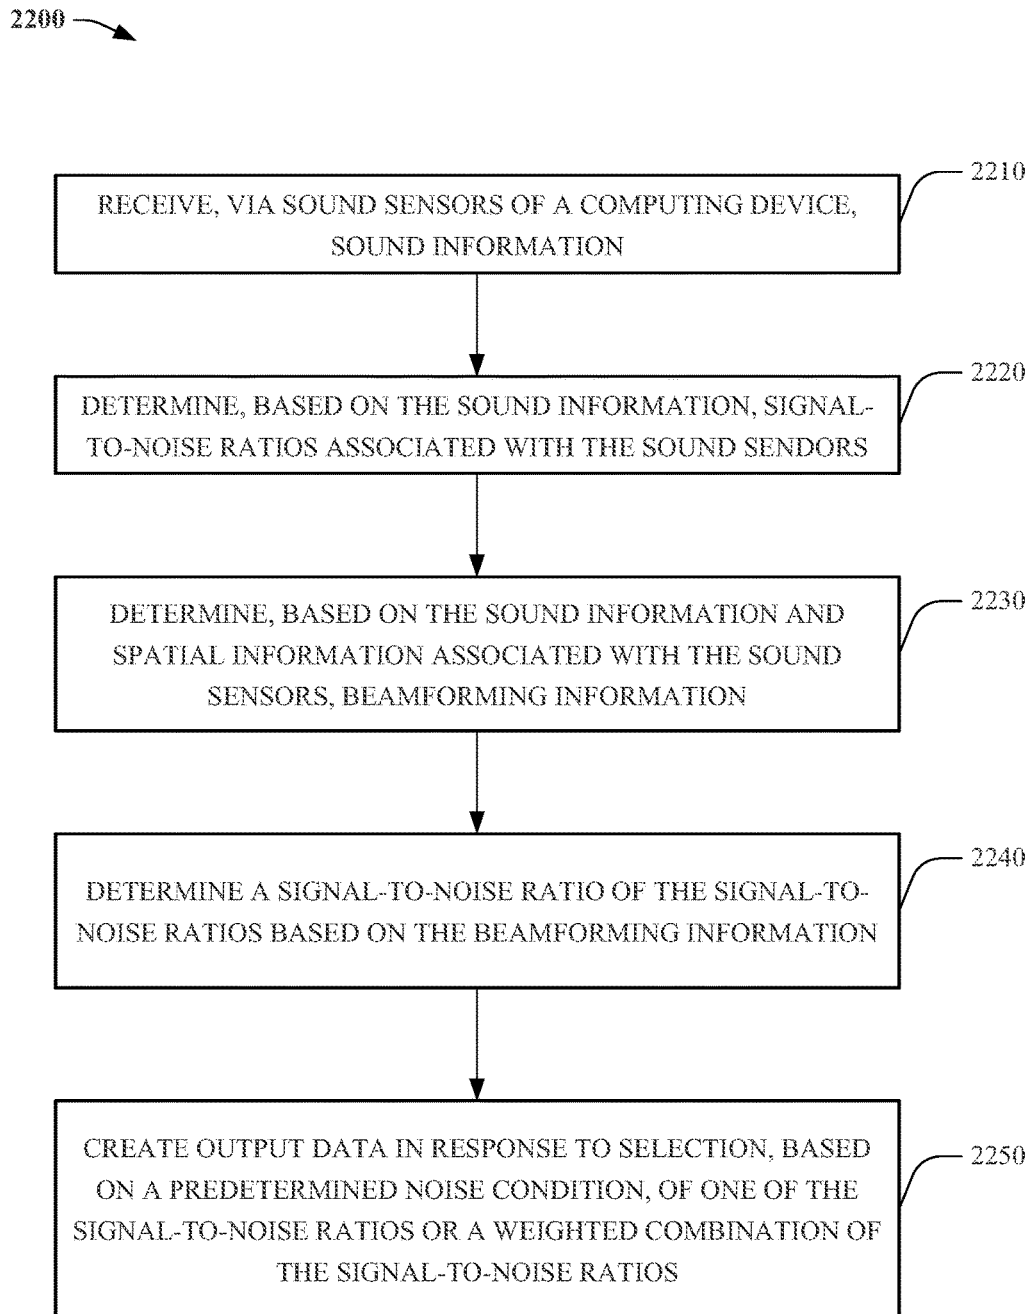 2200
2210
RECEIVE, VIA SOUND SENSORS OF A COMPUTING DEVICE,
SOUND INFORMATION
2220
DETERMINE, BASED ON THE SOUND INFORMATION, SIGNAL-
TO-NOISE RATIOS ASSOCIATED WITH THE SOUND SENDORS
2230
DETERMINE, BASED ON THE SOUND INFORMATION AND
SPATIAL INFORMATION ASSOCIATED WITH THE SOUND
SENSORS, BEAMFORMING INFORMATION
2240
DETERMINE A SIGNAL-TO-NOISE RATIO OF THE SIGNAL-TO-
NOISE RATIOS BASED ON THE BEAMFORMING INFORMATION
2250
CREATE OUTPUT DATA IN RESPONSE TO SELECTION, BASED
ON A PREDETERMINED NOISE CONDITION, OF ONE OF THE
SIGNAL-TO-NOISE RATIOS OR A WEIGHTED COMBINATION OF
THE SIGNAL-TO-NOISE RATIOS